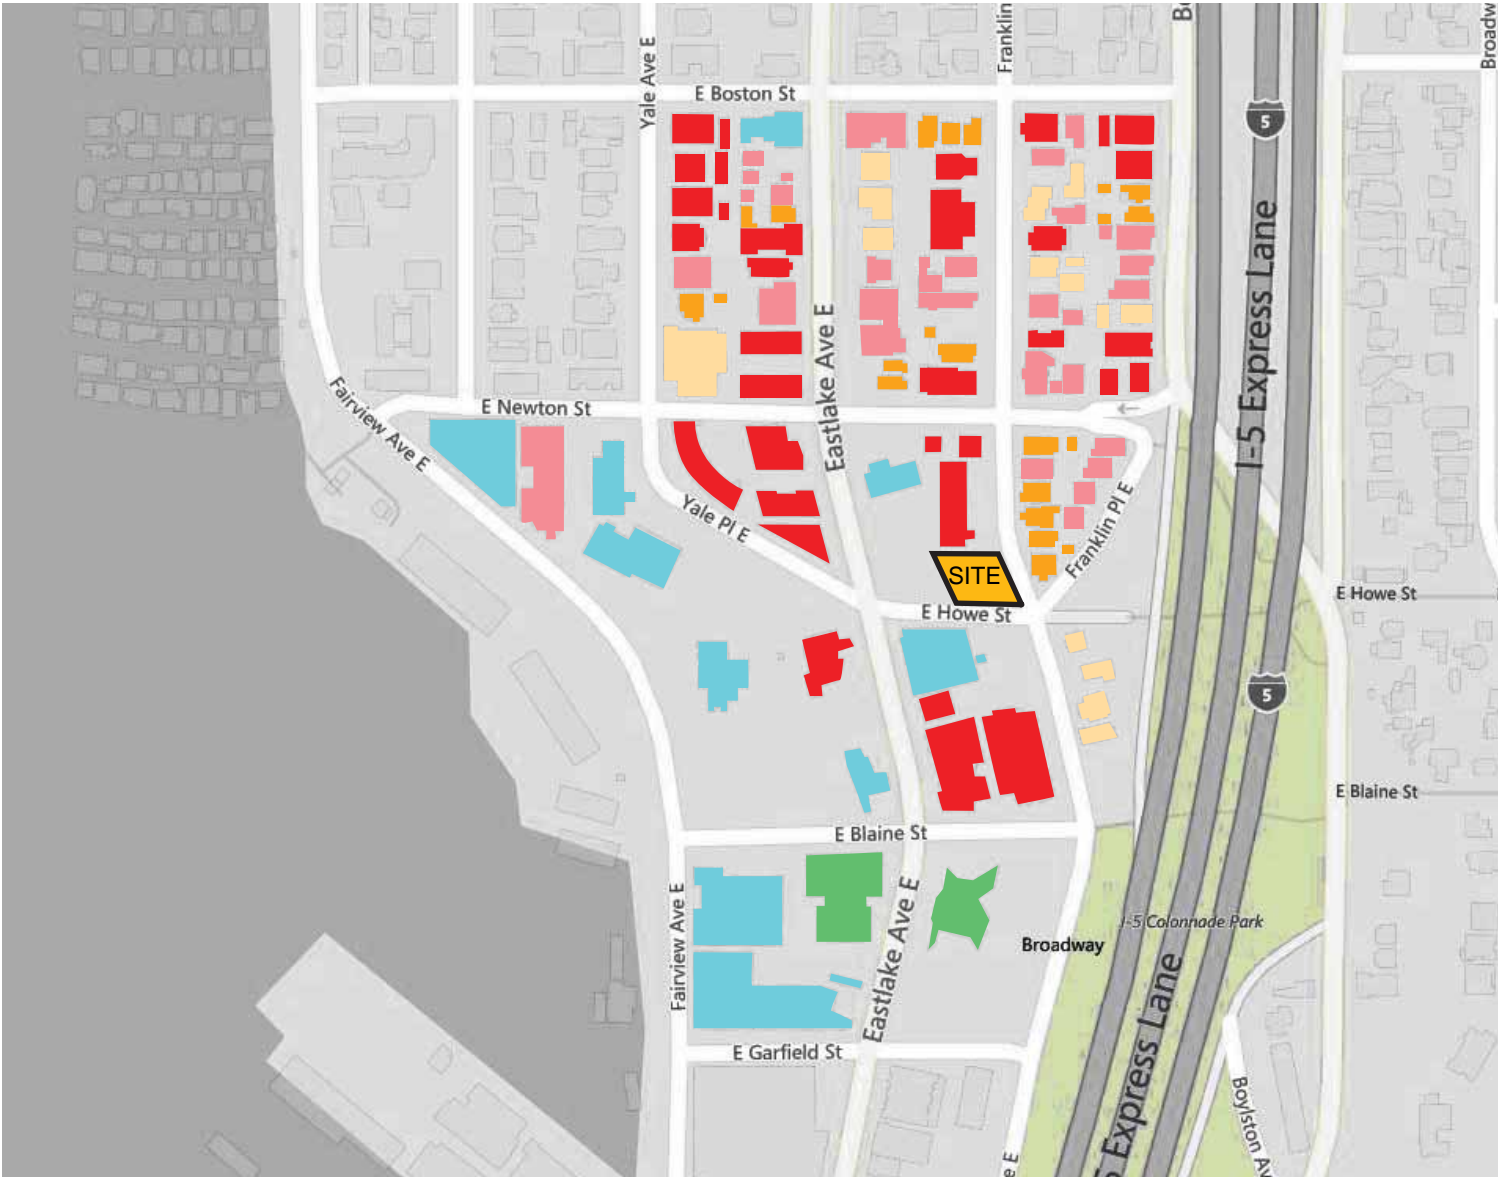 Yale Ave E
Franklin
Bo
Broadw
E Boston St
5
I-5 Express Lane
Eastlake Ave E
Fairview Ave E
E Newton St
Yale Pl E
Franklin Pl E
SITE
E Howe St
E Howe St
5
E Blaine St
E Blaine St
Fairview Ave E
Eastlake Ave E
I-5 Colonnade Park
Broadway
5 Express Lane
E Garfield St
Boylston Av
e E